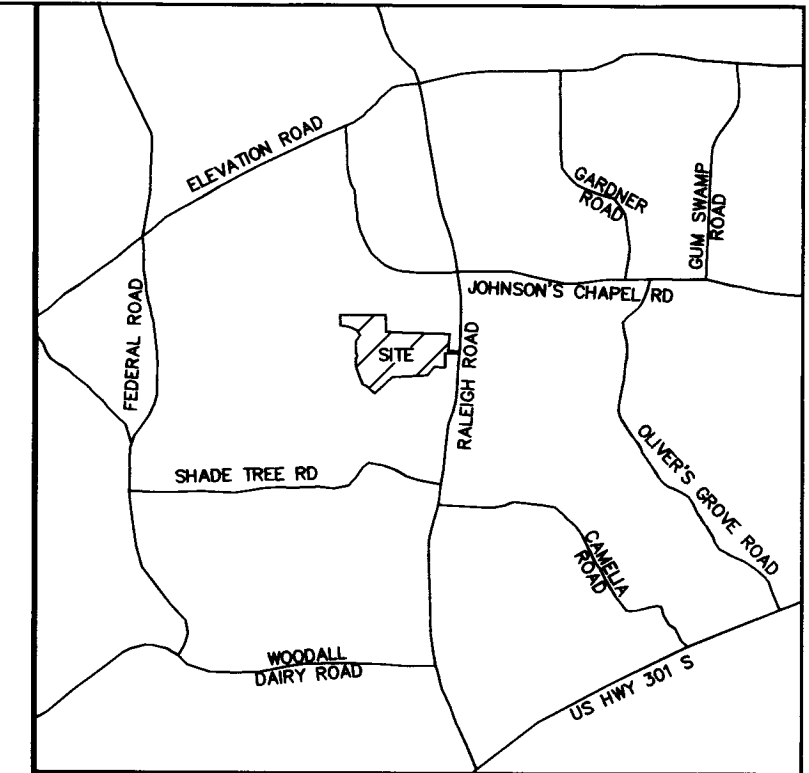 ELEVATION ROAD
GARDNER
ROAD
GUM SWAMP
ROAD
JOHNSON'S CHAPEL RD
FEDERAL ROAD
SITE
RALEIGH ROAD
SHADE TREE RD
OLIVER'S GROVE ROAD
CAMELIA
ROAD
WOODALL
DAIRY ROAD
US HWY 301 S